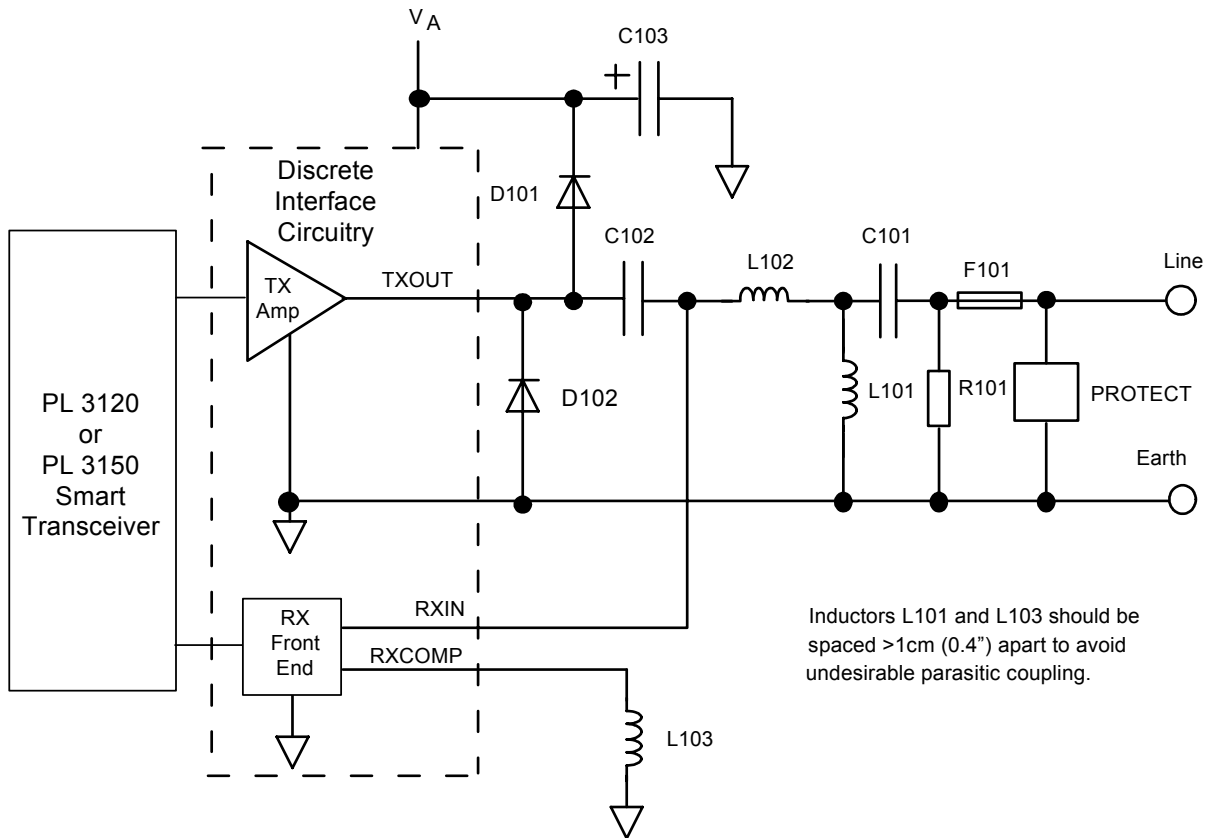 V A
C103
+
Discrete
Interface
Circuitry
D101
C102
C101
L102
F101
Line
TX
Amp
TXOUT
PL 3120
or
PL 3150
Smart
Transceiver
D102
L101
R101
PROTECT
Earth
RX
Front
End
RXIN
RXCOMP
L103
Inductors L101 and L103 should be
spaced >1cm (0.4”) apart to avoid
undesirable parasitic coupling.